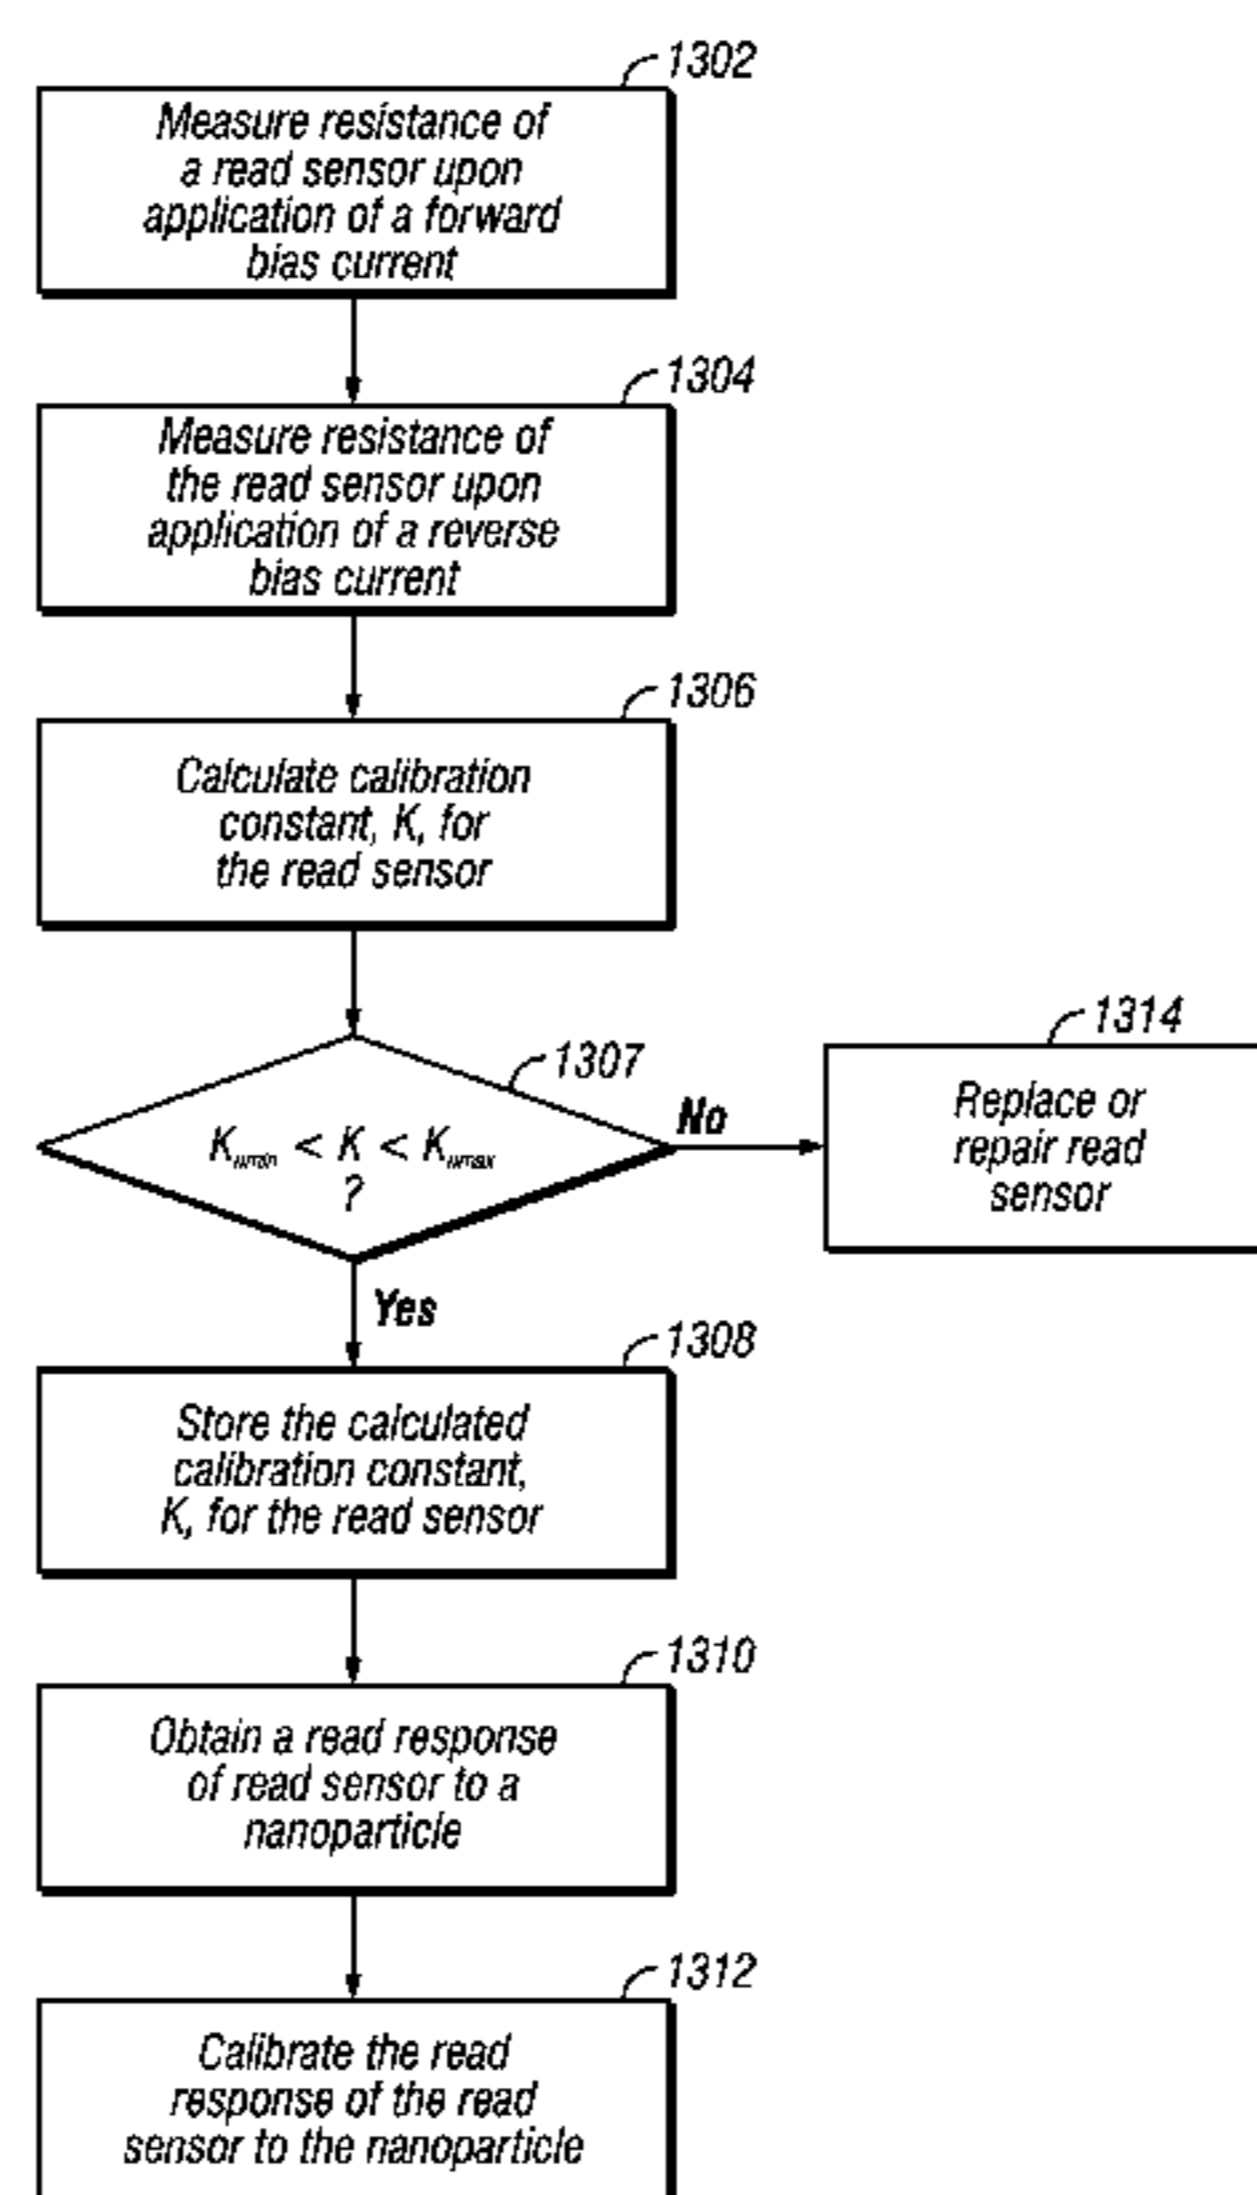 1302
Measure resistance of
a read sensor upon
application of a forward
bias current
1304
Measure resistance of
the read sensor upon
application of a reverse
bias current
1306
Calculate calibration
constant, K, for
the read sensor
1307
K < K < K
?
No
1314
Replace or
repair read
sensor
Yes
1308
Store the calculated
calibration constant,
K, for the read sensor
1310
Obtain a read response
of read sensor to a
nanoparticle
1312
Calibrate the read
response of the read
sensor to the nanoparticle